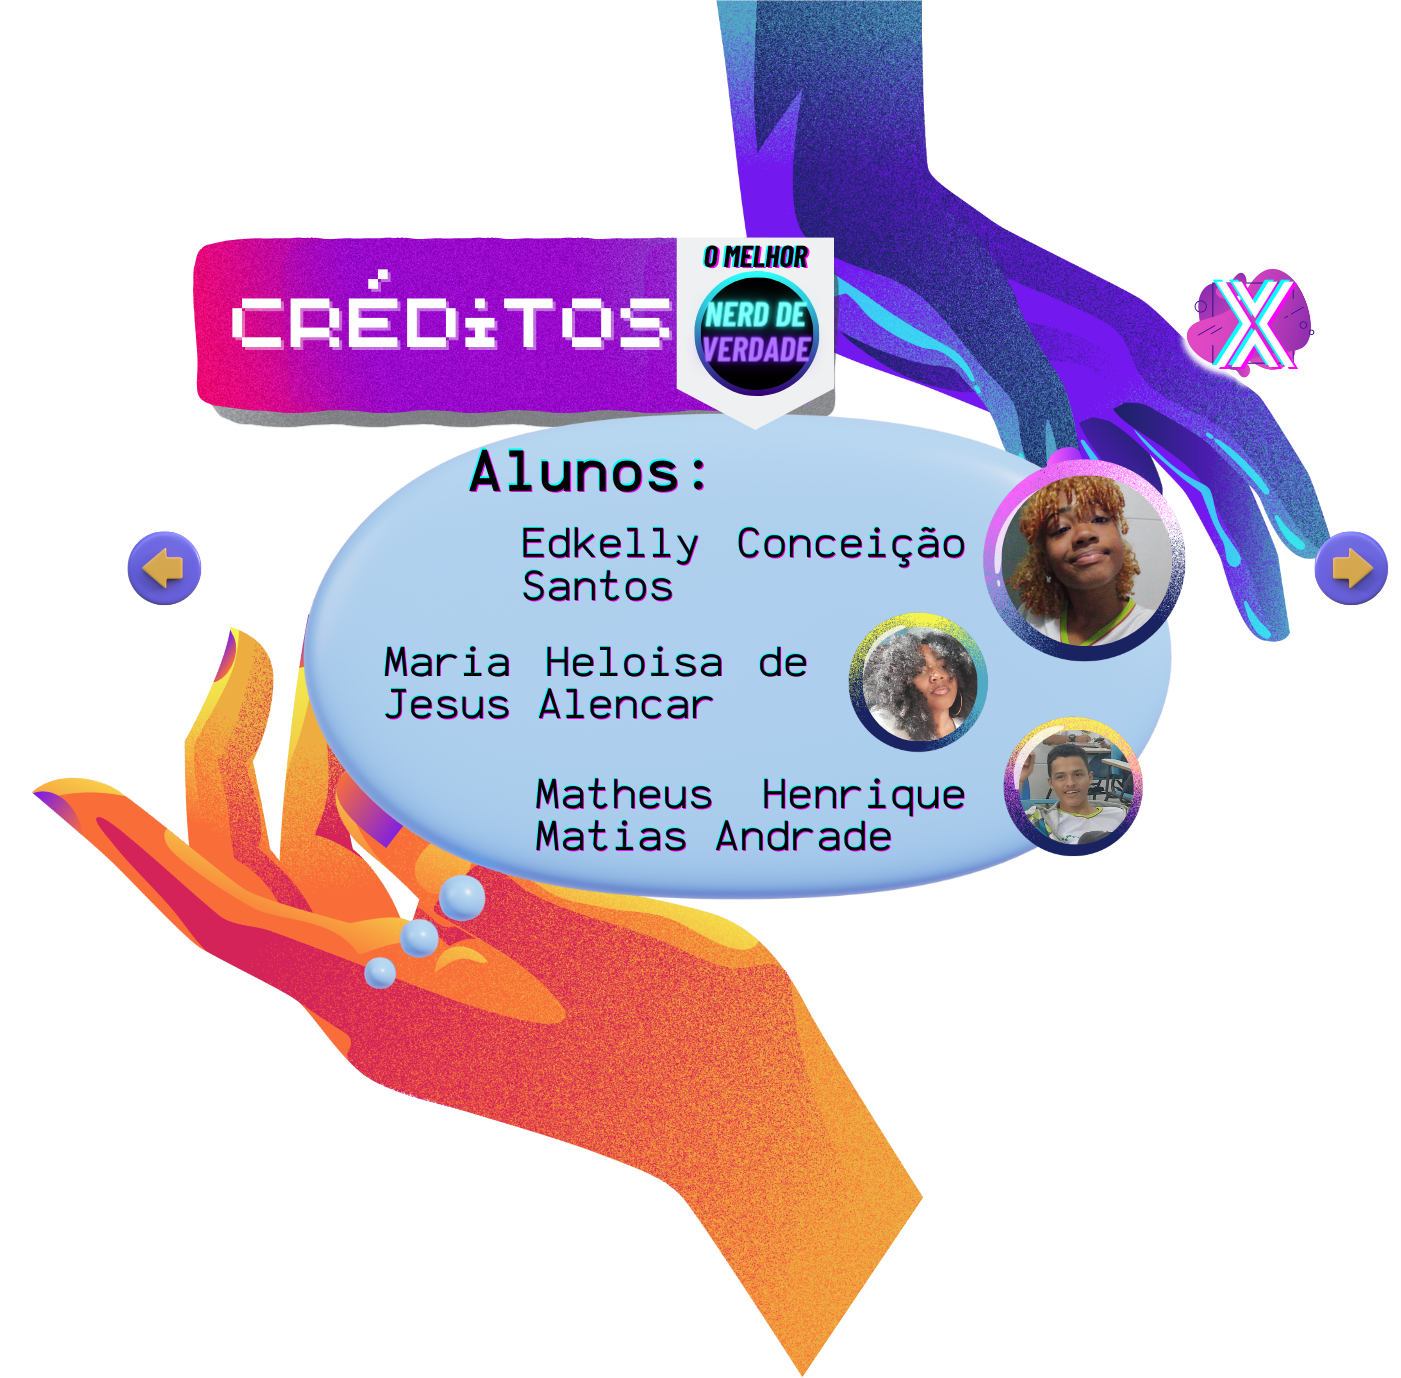 CRÉDiTOS
O MELHOR
NERD DE
VERDADE
X
Alunos:
Edkelly Conceição
Santos
Maria Heloisa de
Jesus Alencar
Matheus Henrique
Matias Andrade